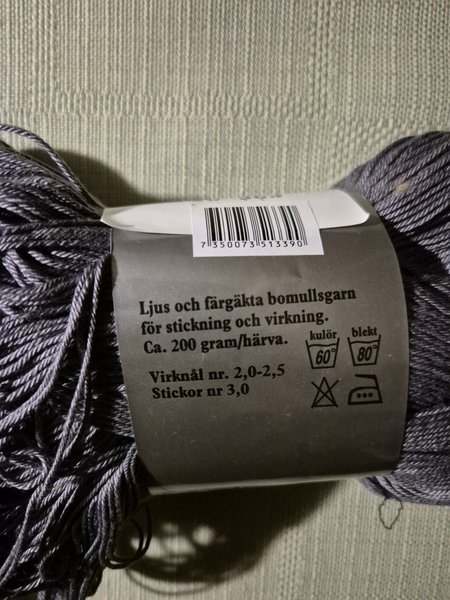 7 350073 513390
Ljus och färgäkta bomullsgarn
för stickning och virkning.
Ca. 200 gram/härva.
kulör blekt
60° 80°
Virknål nr. 2,0-2,5
Stickor nr 3,0